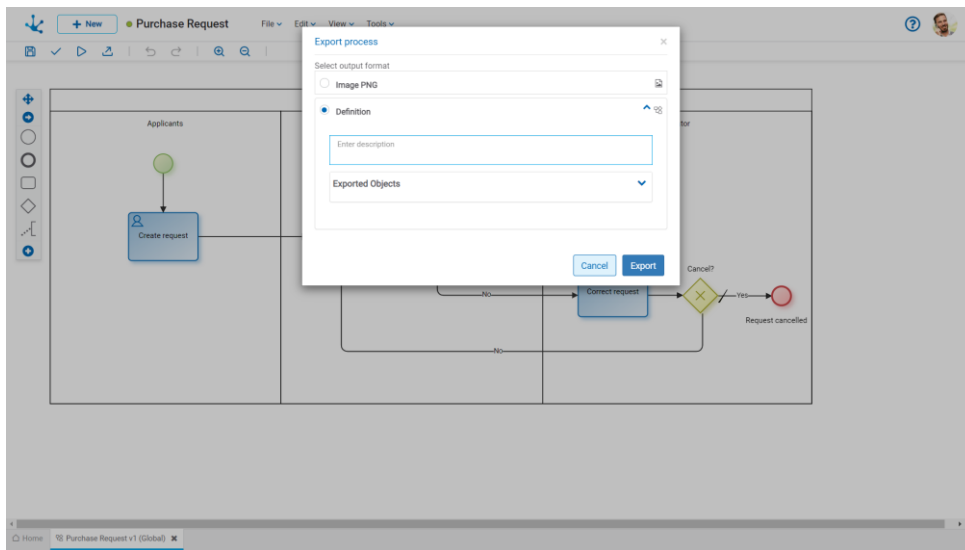 + New
Purchase Request
File
Edit
View
Tools
?
Export process
Select output format
Image PNG
Definition
Enter description
Exported Objects
Cancel
Export
Applicants
Create request
No
Correct request
Cancel?
Yes
Request cancelled
No
Home
Purchase Request v1 (Global)